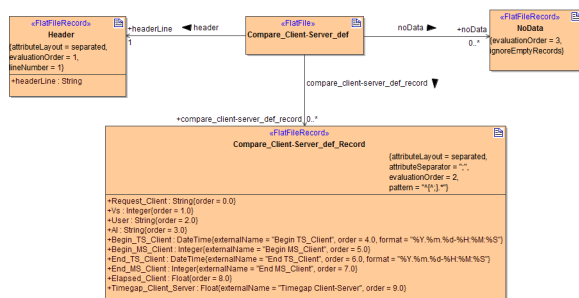 «FlatFileRecord»
Header
{attributeLayout = separated,
evaluationOrder = 1,
lineNumber = 1}
+headerLine : String
+headerLine
1
header
«FlatFile»
Compare_Client-Server_def
noData
+noData
0..*
«FlatFileRecord»
NoData
{evaluationOrder = 3,
ignoreEmptyRecords}
compare_client-server_def_record
+compare_client-server_def_record 0..*
«FlatFileRecord»
Compare_Client-Server_def_Record
{attributeLayout = separated,
attributeSeparator = ";",
evaluationOrder = 2,
pattern = "^[^;].*"}
+Request_Client : String{order = 0.0}
+Vs : Integer{order = 1.0}
+User : String{order = 2.0}
+AI : String{order = 3.0}
+Begin_TS_Client : DateTime{externalName = "Begin TS_Client", order = 4.0, format = "%Y.%m.%d-%H:%M:%S"}
+Begin_MS_Client : Integer{externalName = "Begin MS_Client", order = 5.0}
+End_TS_Client : DateTime{externalName = "End TS_Client", order = 6.0, format = "%Y.%m.%d-%H:%M:%S"}
+End_MS_Client : Integer{externalName = "End MS_Client", order = 7.0}
+Elapsed_Client : Float{order = 8.0}
+Timegap_Client_Server : Float{externalName = "Timegap Client-Server", order = 9.0}